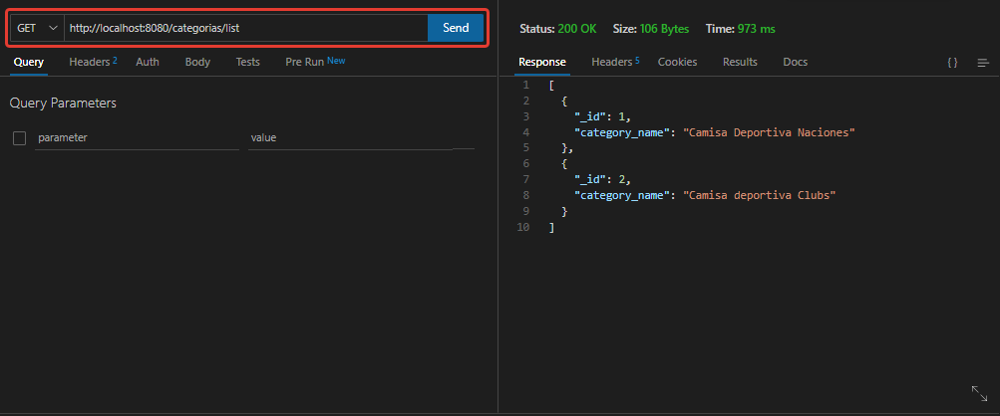 GET http://localhost:8080/categorias/list Send
Query Headers 2 Auth Body Tests Pre Run New
Query Parameters
parameter value
Status: 200 OK Size: 106 Bytes Time: 973 ms
Response Headers 5 Cookies Results Docs { }
1 [
2 {
3 "_id": 1,
4 "category_name": "Camisa Deportiva Naciones"
5 },
6 {
7 "_id": 2,
8 "category_name": "Camisa deportiva Clubs"
9 }
10 ]